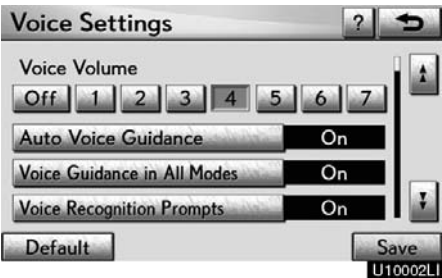 Voice Settings ?
Voice Volume
Off 1 2 3 4 5 6 7
Auto Voice Guidance On
Voice Guidance in All Modes On
Voice Recognition Prompts On
Default Save
U10002LI